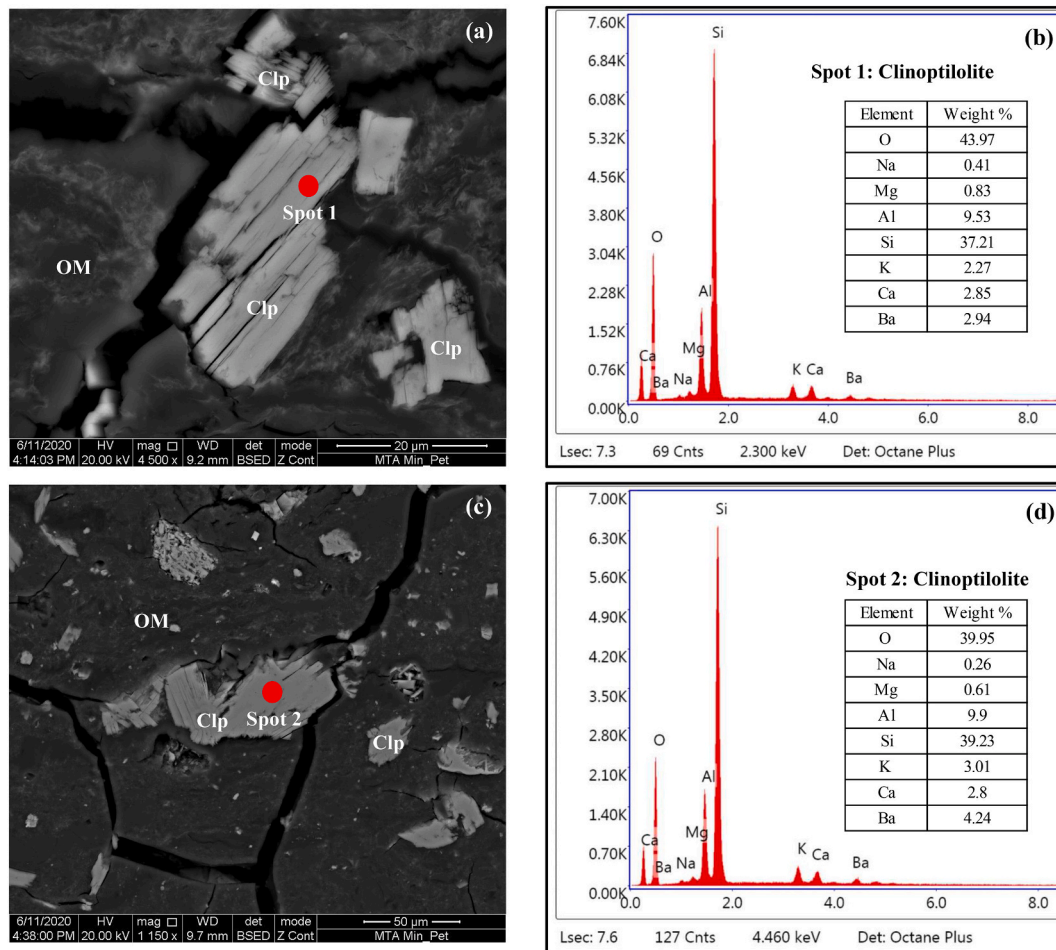 (a)
Clp
Spot 1
OM
Clp
Clp
6/11/2020 HV mag □ WD det mode 20 µm
4:14:03 PM 20.00 kV 4 500 x 9.2 mm BSED Z Cont MTA Min_Pet
(b)
7.60K
6.84K
6.08K
5.32K
4.56K
3.80K
3.04K
2.28K
1.52K
0.76K
0.00K
Si
O
Al
Ca
Mg
Ba
Na
K
Ca
Ba
0.0 2.0 4.0 6.0 8.0
Spot 1: Clinoptilolite
Element Weight %
O 43.97
Na 0.41
Mg 0.83
Al 9.53
Si 37.21
K 2.27
Ca 2.85
Ba 2.94
Lsec: 7.3 69 Cnts 2.300 keV Det: Octane Plus
(c)
OM
Clp
Spot 2
Clp
6/11/2020 HV mag □ WD det mode 50 µm
4:38:00 PM 20.00 kV 1 150 x 9.7 mm BSED Z Cont MTA Min_Pet
(d)
7.00K
6.30K
5.60K
4.90K
4.20K
3.50K
2.80K
2.10K
1.40K
0.70K
0.00K
Si
O
Al
Ca
Mg
Ba
Na
K
Ca
Ba
0.0 2.0 4.0 6.0 8.0
Spot 2: Clinoptilolite
Element Weight %
O 39.95
Na 0.26
Mg 0.61
Al 9.9
Si 39.23
K 3.01
Ca 2.8
Ba 4.24
Lsec: 7.6 127 Cnts 4.460 keV Det: Octane Plus